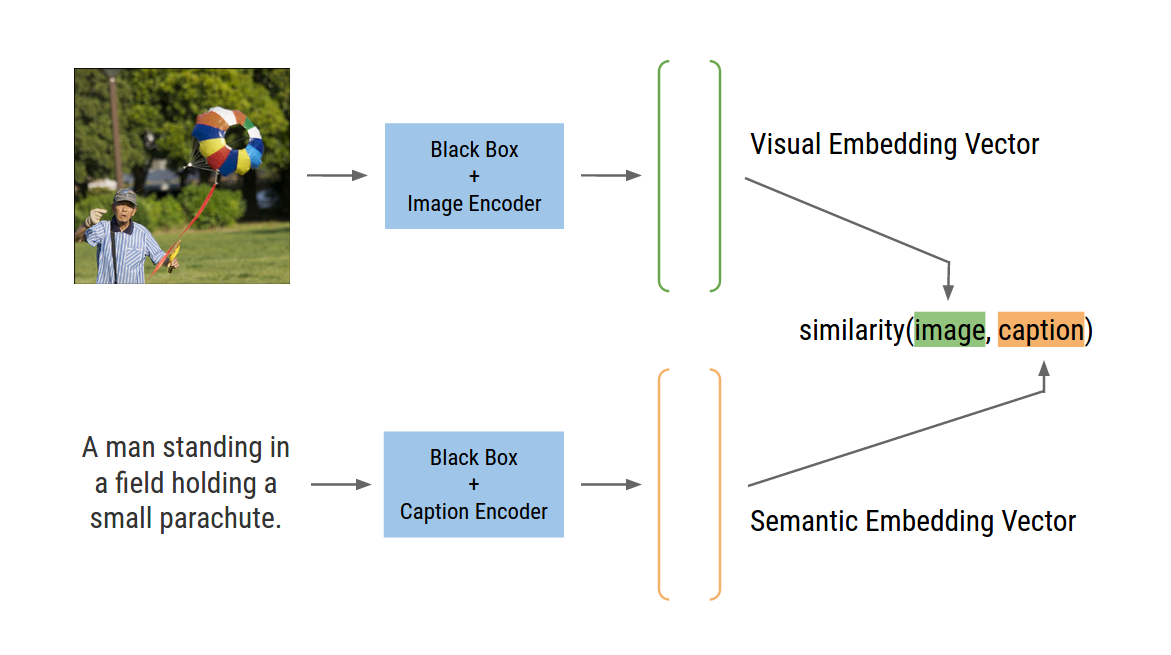 Black Box
+
Image Encoder
Visual Embedding Vector
similarity(image, caption)
A man standing in
a field holding a
small parachute.
Black Box
+
Caption Encoder
Semantic Embedding Vector